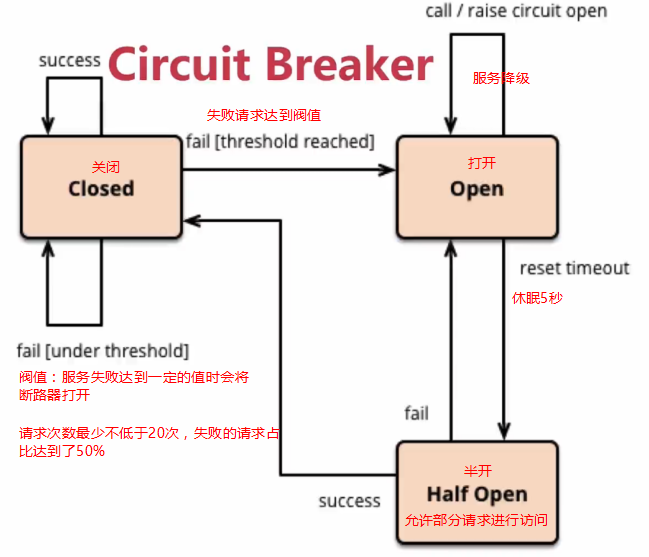 call / raise circuit open
success
Circuit Breaker
服务降级
失败请求达到阀值
fail [threshold reached]
关闭
Closed
打开
Open
reset timeout
休眠5秒
fail [under threshold]
阀值：服务失败达到一定的值时会将
断路器打开
请求次数最少不低于20次，失败的请求占
比达到了50%
fail
success
半开
Half Open
允许部分请求进行访问